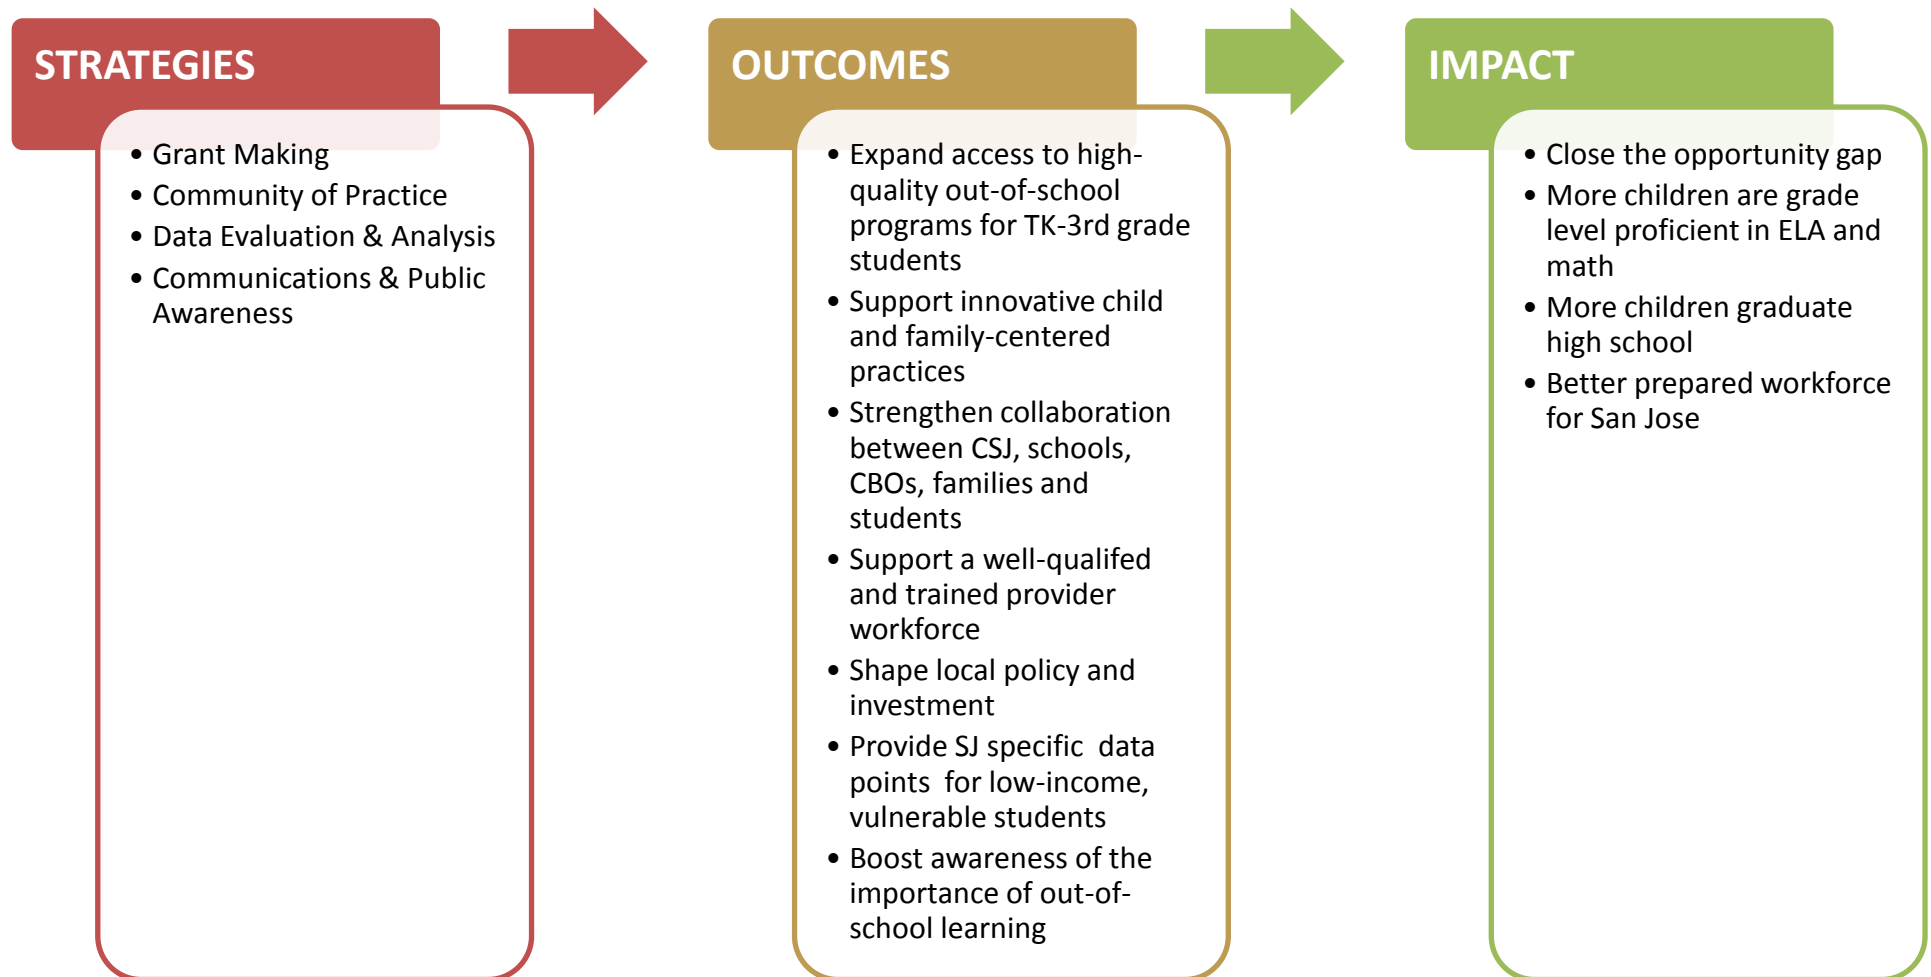 STRATEGIES
• Grant Making
• Community of Practice
• Data Evaluation & Analysis
• Communications & Public
Awareness
OUTCOMES
• Expand access to high-
quality out-of-school
programs for TK-3rd grade
students
• Support innovative child
and family-centered
practices
• Strengthen collaboration
between CSJ, schools,
CBOs, families and
students
• Support a well-qualifed
and trained provider
workforce
• Shape local policy and
investment
• Provide SJ specific  data
points  for low-income,
vulnerable students
• Boost awareness of the
importance of out-of-
school learning
IMPACT
• Close the opportunity gap
• More children are grade
level proficient in ELA and
math
• More children graduate
high school
• Better prepared workforce
for San Jose